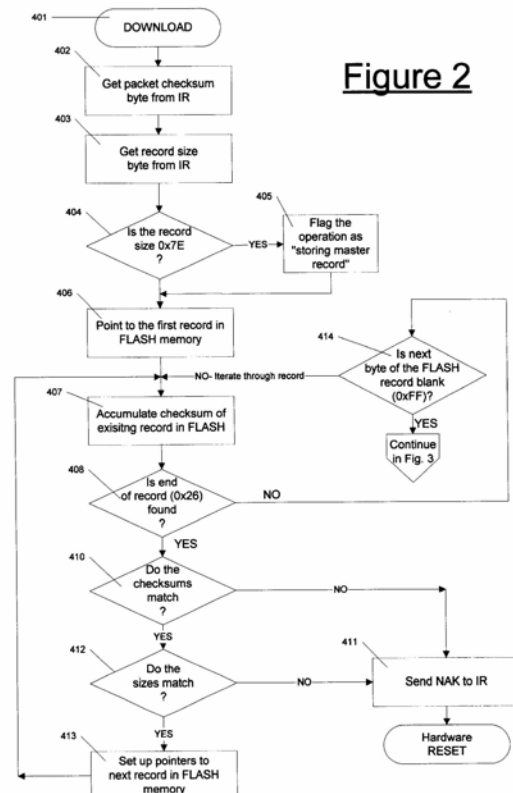 401
DOWNLOAD
Figure 2
402
Get packet checksum
byte from IR
403
Get record size
byte from IR
404
Is the record
size 0x7E
?
YES
405
Flag the
operation as
"storing master
record"
406
Point to the first record in
FLASH memory
414
Is next
byte of the FLASH
record blank
(0xFF)?
NO- Iterate through record
YES
Continue
in Fig. 3
407
Accumulate checksum of
exisitng record in FLASH
408
Is end
of record (0x26)
found
?
NO
YES
410
Do the
checksums
match
?
NO
YES
411
Send NAK to IR
412
Do the
sizes match
?
NO
YES
Hardware
RESET
413
Set up pointers to
next record in FLASH
memory